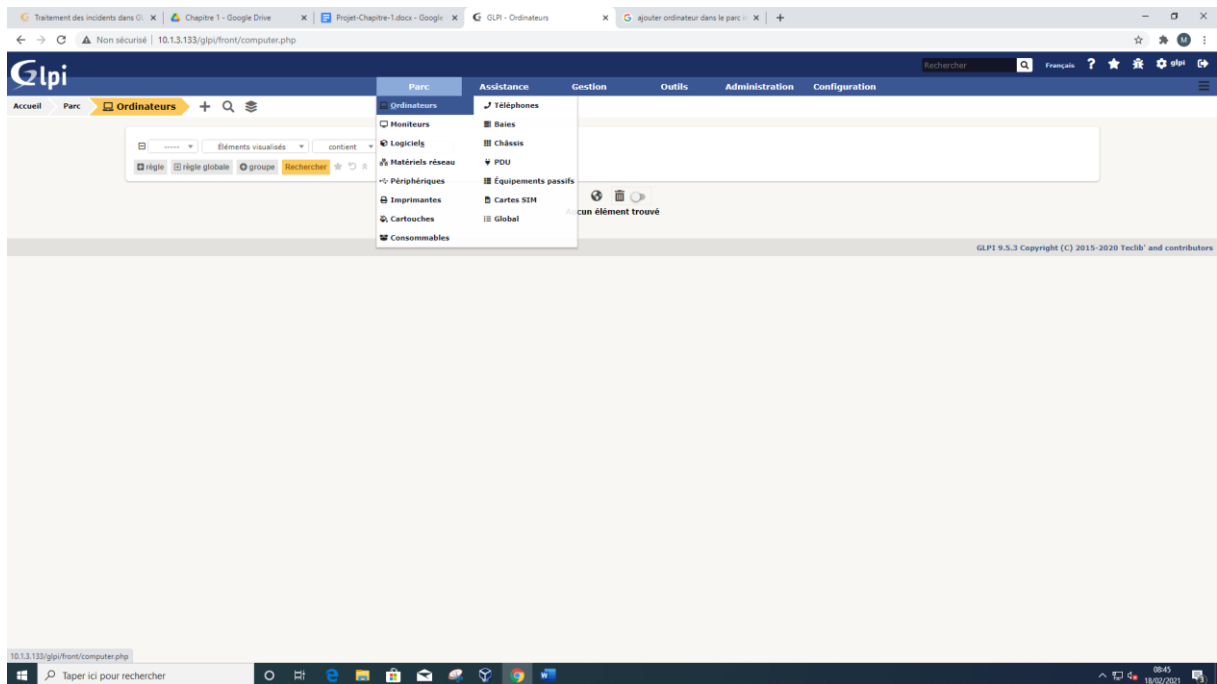 Traitement des incidents dans GL
Chapitre 1 - Google Drive
Projet-Chapitre-1.docx - Google
GLPI - Ordinateurs
ajouter ordinateur dans le parc i
Non sécurisé | 10.1.3.133/glpi/front/computer.php
M
Glpi
Rechercher Français ? glpi
Parc Assistance Gestion Outils Administration Configuration
Accueil Parc Ordinateurs +
Ordinateurs Téléphones
Moniteurs Baies
Logiciels Châssis
Matériels réseau PDU
Périphériques Équipements passifs
Imprimantes Cartes SIM
Cartouches Global
Consommables
----- Éléments visualisés contient
règle règle globale groupe Rechercher
cun élément trouvé
GLPI 9.5.3 Copyright (C) 2015-2020 Teclib' and contributors
10.1.3.133/glpi/front/computer.php
Taper ici pour rechercher
08:45
18/02/2021